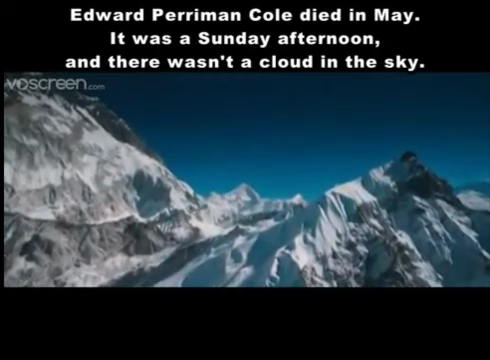 Edward Perriman Cole died in May.
It was a Sunday afternoon,
and there wasn't a cloud in the sky.
voscreen.com